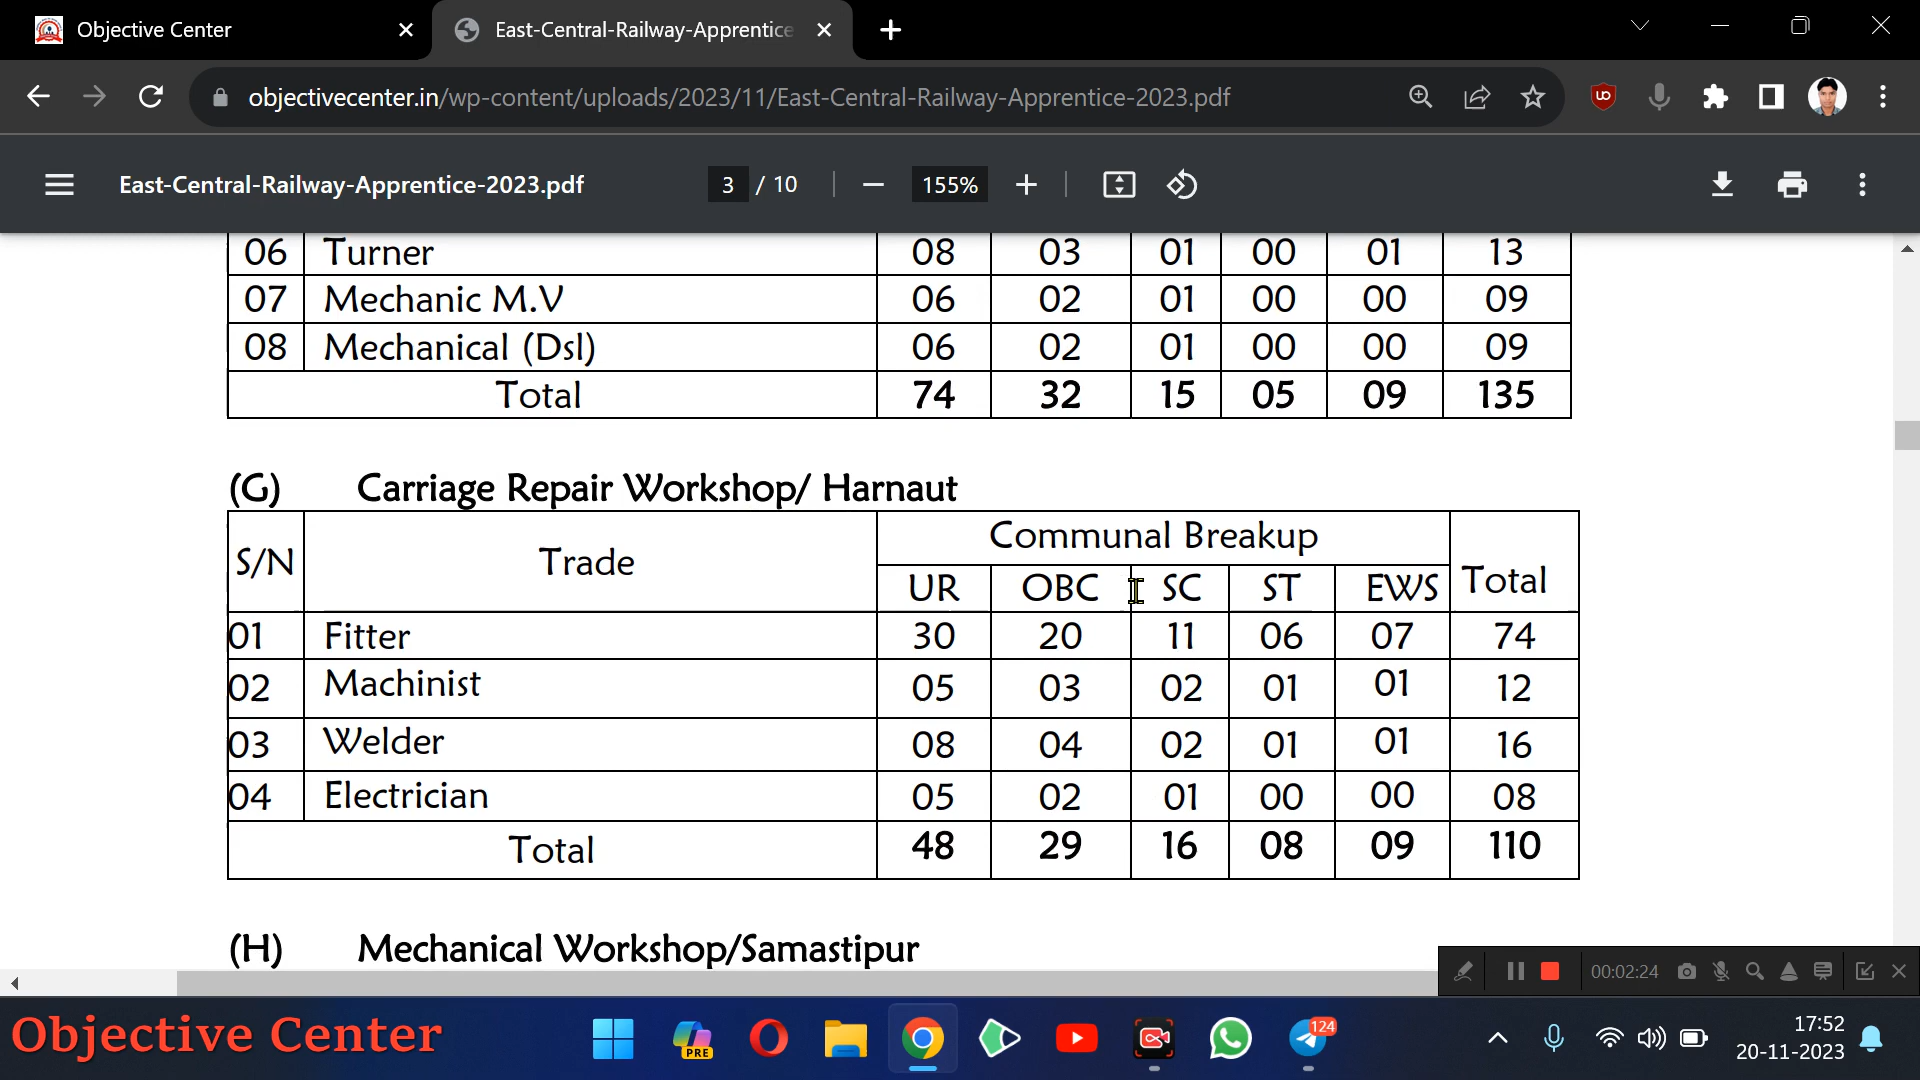 Objective Center
East-Central-Railway-Apprentice
objectivecenter.in/wp-content/uploads/2023/11/East-Central-Railway-Apprentice-2023.pdf
East-Central-Railway-Apprentice-2023.pdf 3 / 10 155%
06 Turner 08 03 01 00 01 13
07 Mechanic M.V 06 02 01 00 00 09
08 Mechanical (Dsl) 06 02 01 00 00 09
Total 74 32 15 05 09 135
(G) Carriage Repair Workshop/ Harnaut
S/N Trade Communal Breakup Total
UR OBC SC ST EWS
01 Fitter 30 20 11 06 07 74
02 Machinist 05 03 02 01 01 12
03 Welder 08 04 02 01 01 16
04 Electrician 05 02 01 00 00 08
Total 48 29 16 08 09 110
(H) Mechanical Workshop/Samastipur
00:02:24
Objective Center
PRE
124
17:52
20-11-2023